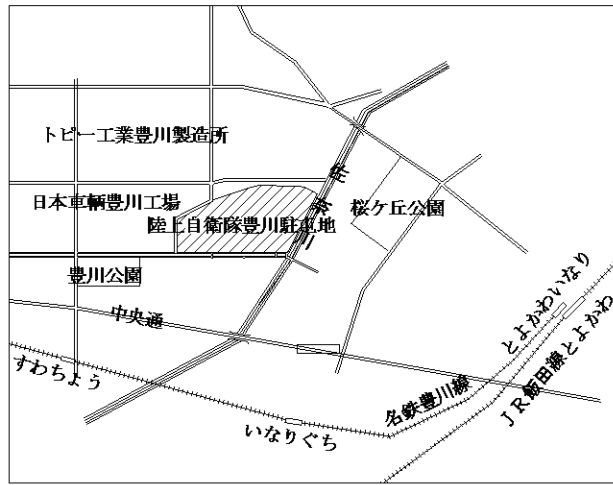 トピー工業豊川製造所
日本車輌豊川工場
陸上自衛隊豊川駐屯地
桜ケ丘公園
豊川公園
中央通
すわちょう
いなりぐち
名鉄豊川線
とよかわいなり
ＪＲ飯田線とよかわ